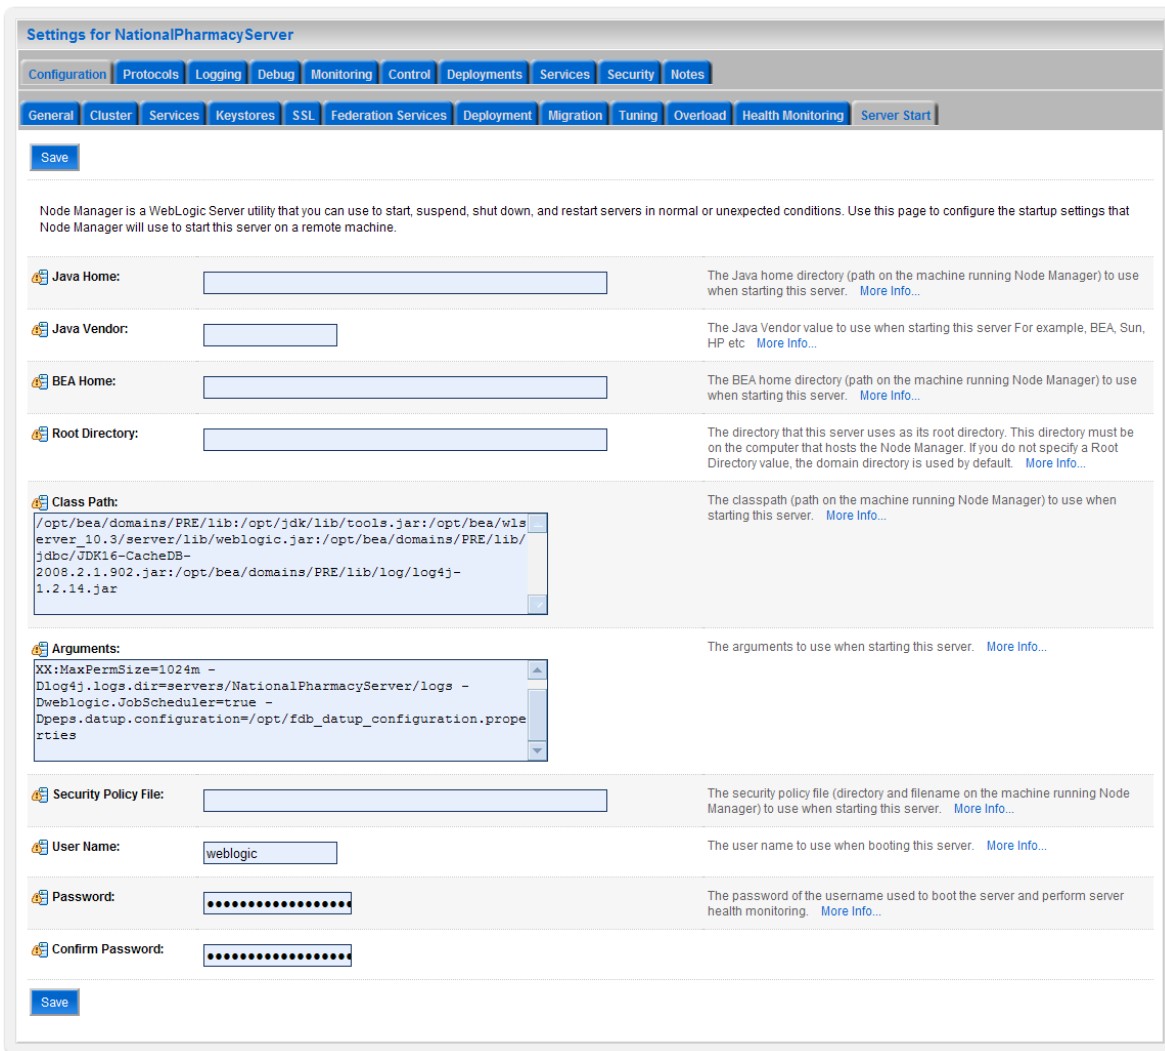 Settings for NationalPharmacyServer
Configuration Protocols Logging Debug Monitoring Control Deployments Services Security Notes
General Cluster Services Keystores SSL Federation Services Deployment Migration Tuning Overload Health Monitoring Server Start
Save
Node Manager is a WebLogic Server utility that you can use to start, suspend, shut down, and restart servers in normal or unexpected conditions. Use this page to configure the startup settings that
Node Manager will use to start this server on a remote machine.
Java Home:
The Java home directory (path on the machine running Node Manager) to use
when starting this server. More Info...
Java Vendor:
The Java Vendor value to use when starting this server For example, BEA, Sun,
HP etc More Info...
BEA Home:
The BEA home directory (path on the machine running Node Manager) to use
when starting this server. More Info...
Root Directory:
The directory that this server uses as its root directory. This directory must be
on the computer that hosts the Node Manager. If you do not specify a Root
Directory value, the domain directory is used by default. More Info...
Class Path:
/opt/bea/domains/PRE/lib:/opt/jdk/lib/tools.jar:/opt/bea/wls
erver_10.3/server/lib/weblogic.jar:/opt/bea/domains/PRE/lib/
jdbc/JDK16-CacheDB-
2008.2.1.902.jar:/opt/bea/domains/PRE/lib/log/log4j-
1.2.14.jar
The classpath (path on the machine running Node Manager) to use when
starting this server. More Info...
Arguments:
XX:MaxPermSize=1024m -
Dlog4j.logs.dir=servers/NationalPharmacyServer/logs -
Dweblogic.JobScheduler=true -
Dpeps.datup.configuration=/opt/fdb_datup_configuration.prope
rties
The arguments to use when starting this server. More Info...
Security Policy File:
The security policy file (directory and filename on the machine running Node
Manager) to use when starting this server. More Info...
User Name:
weblogic
The user name to use when booting this server. More Info...
Password:
The password of the username used to boot the server and perform server
health monitoring. More Info...
Confirm Password:
Save